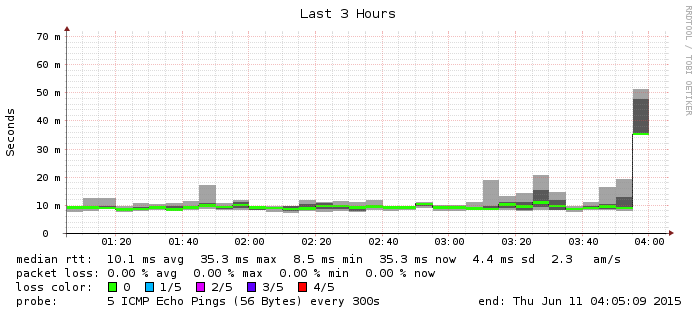 Last 3 Hours
RRDTOOL / TOBI OETIKER
Seconds
70 m
60 m
50 m
40 m
30 m
20 m
10 m
0
01:20 01:40 02:00 02:20 02:40 03:00 03:20 03:40 04:00
median rtt: 10.1 ms avg 35.3 ms max 8.5 ms min 35.3 ms now 4.4 ms sd 2.3 am/s
packet loss: 0.00 % avg 0.00 % max 0.00 % min 0.00 % now
loss color: 0 1/5 2/5 3/5 4/5
probe: 5 ICMP Echo Pings (56 Bytes) every 300s end: Thu Jun 11 04:05:09 2015